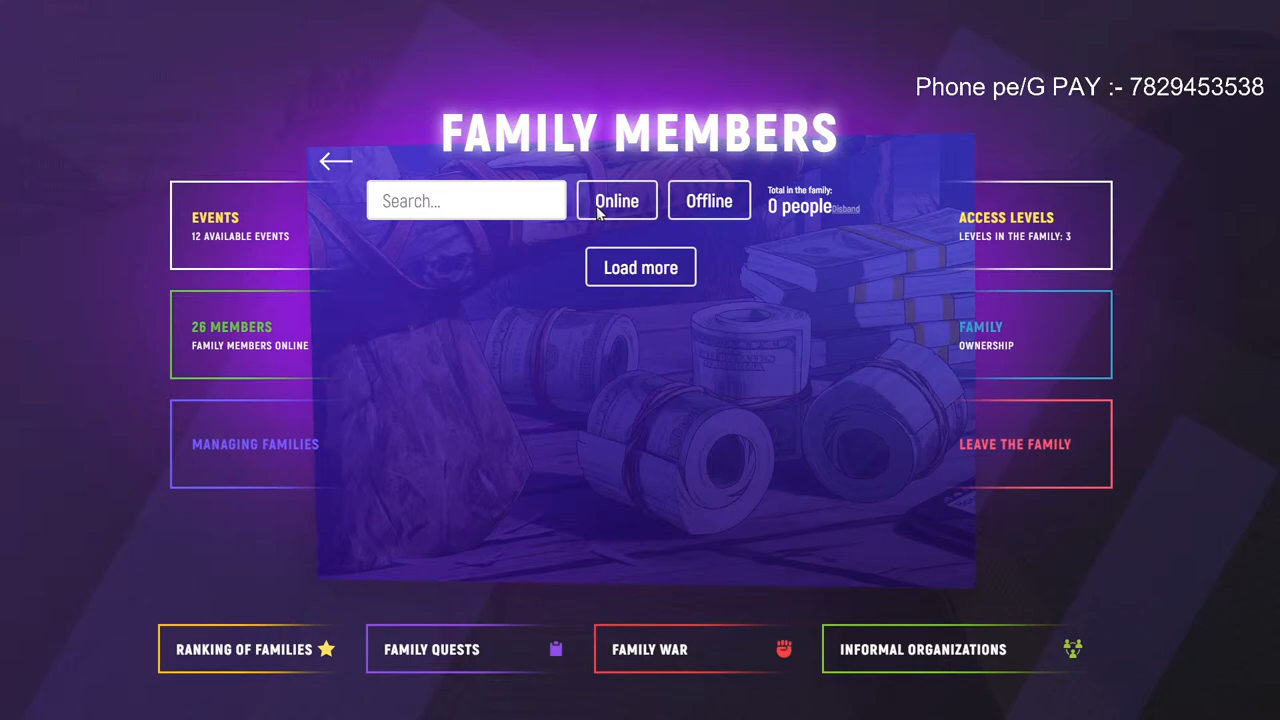 Phone pe/G PAY :- 7829453538
FAMILY MEMBERS
Search...
Online
Offline
Total in the family:
0 people Disband
Load more
EVENTS
12 AVAILABLE EVENTS
26 MEMBERS
FAMILY MEMBERS ONLINE
MANAGING FAMILIES
ACCESS LEVELS
LEVELS IN THE FAMILY: 3
FAMILY
OWNERSHIP
LEAVE THE FAMILY
RANKING OF FAMILIES
FAMILY QUESTS
FAMILY WAR
INFORMAL ORGANIZATIONS